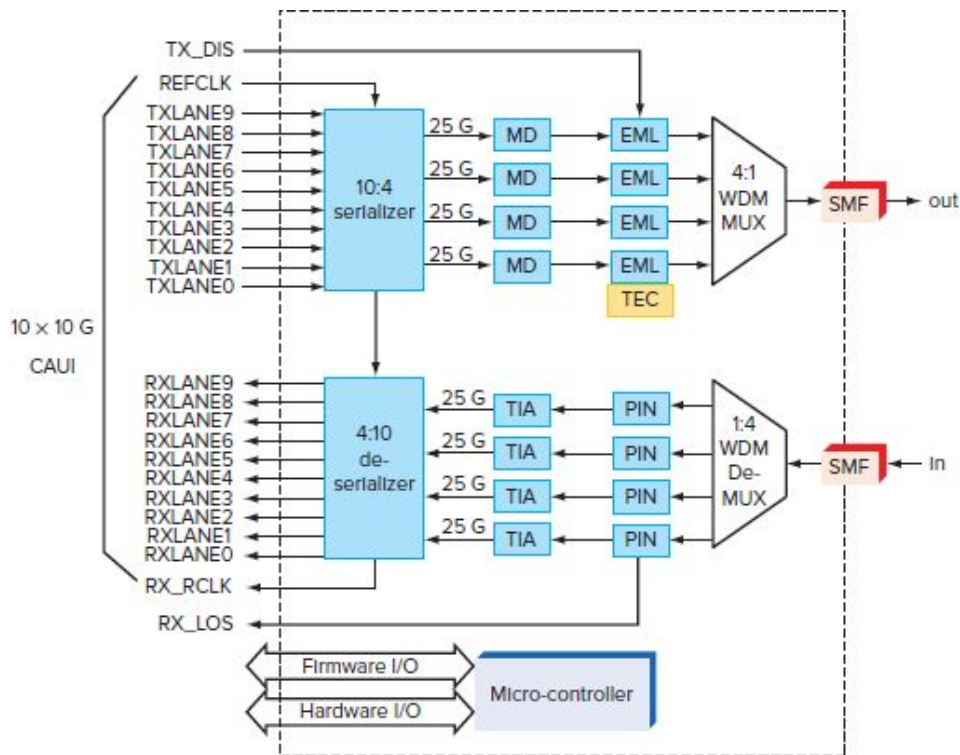 TX_DIS
REFCLK
TXLANE9
TXLANE8
TXLANE7
TXLANE6
TXLANE5
TXLANE4
TXLANE3
TXLANE2
TXLANE1
TXLANE0
10:4
serializer
25 G
25 G
25 G
25 G
MD
MD
MD
MD
EML
EML
EML
EML
TEC
4:1
WDM
MUX
SMF
out
10 × 10 G
CAUI
RXLANE9
RXLANE8
RXLANE7
RXLANE6
RXLANE5
RXLANE4
RXLANE3
RXLANE2
RXLANE1
RXLANE0
RX_RCLK
RX_LOS
4:10
de-
serializer
25 G
25 G
25 G
25 G
TIA
TIA
TIA
TIA
PIN
PIN
PIN
PIN
1:4
WDM
De-
MUX
SMF
In
Firmware I/O
Hardware I/O
Micro-controller